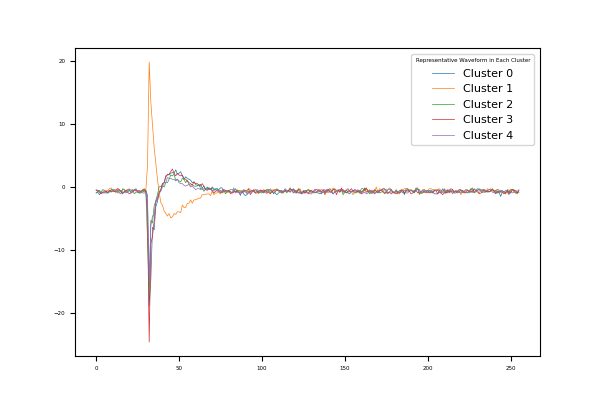 Representative Waveform in Each Cluster
Cluster 0
Cluster 1
Cluster 2
Cluster 3
Cluster 4
20
10
0
−10
−20
0 50 100 150 200 250